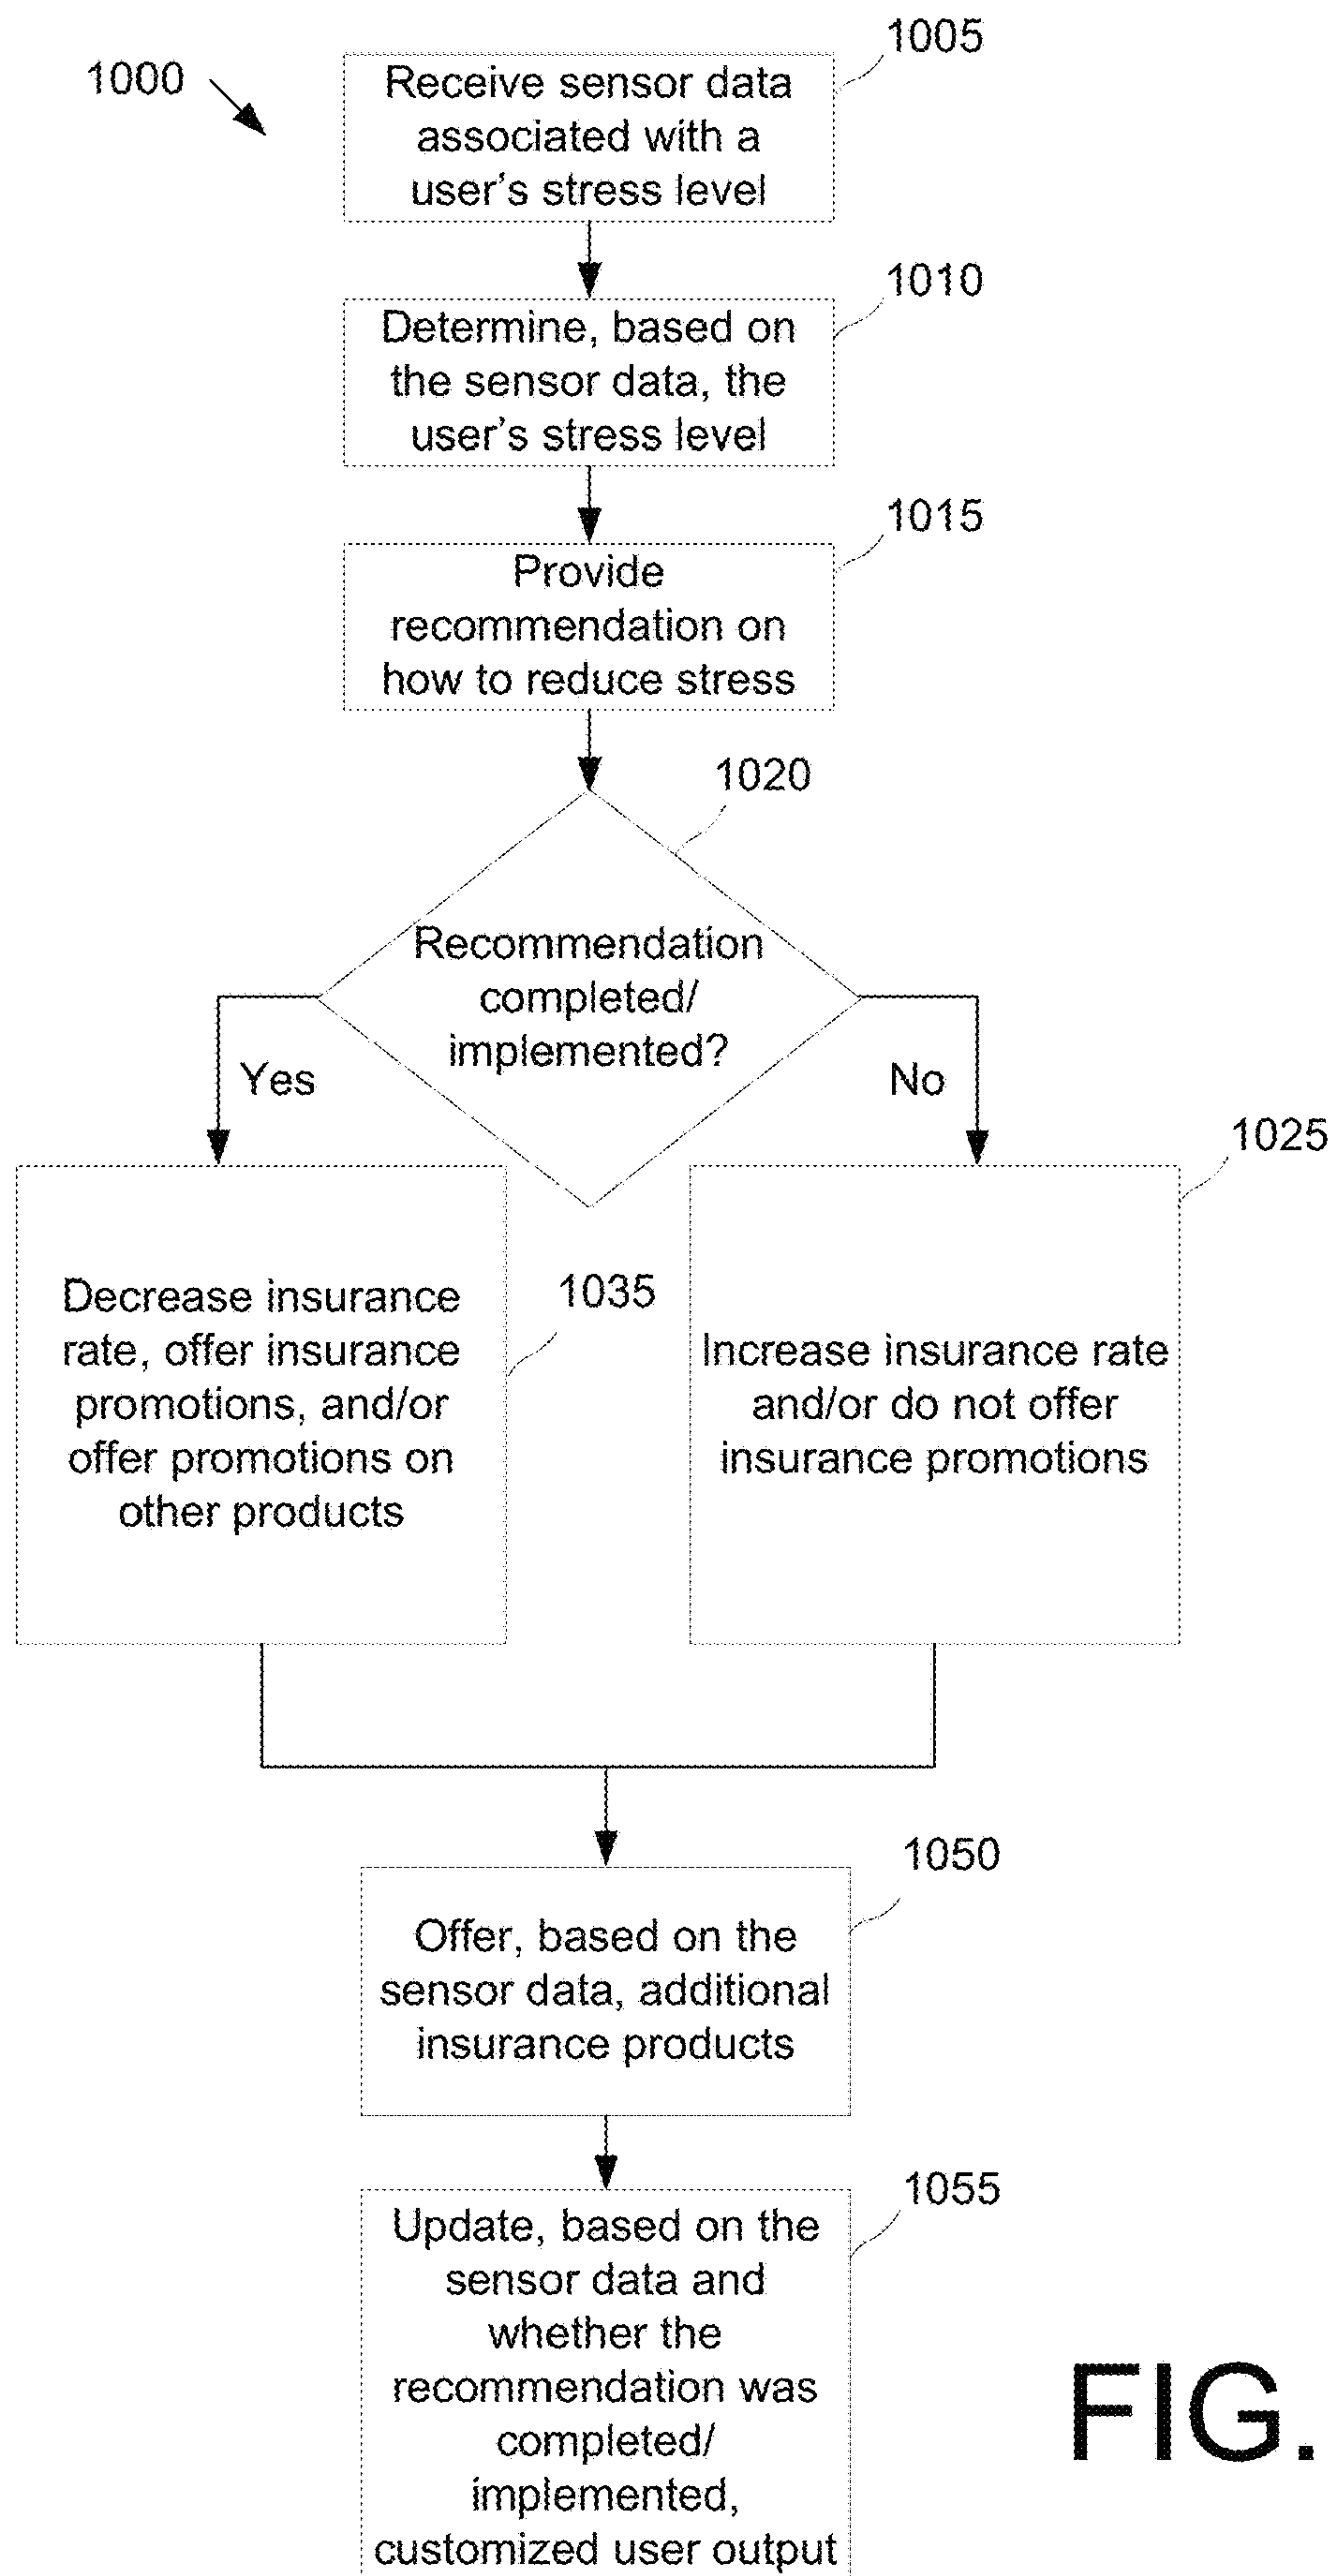 1000
1005
Receive sensor data
associated with a
user's stress level
1010
Determine, based on
the sensor data, the
user's stress level
1015
Provide
recommendation on
how to reduce stress
1020
Recommendation
completed/
implemented?
Yes
No
1025
1035
Decrease insurance
rate, offer insurance
promotions, and/or
offer promotions on
other products
Increase insurance rate
and/or do not offer
insurance promotions
1050
Offer, based on the
sensor data, additional
insurance products
1055
Update, based on the
sensor data and
whether the
recommendation was
completed/
implemented,
customized user output
FIG.